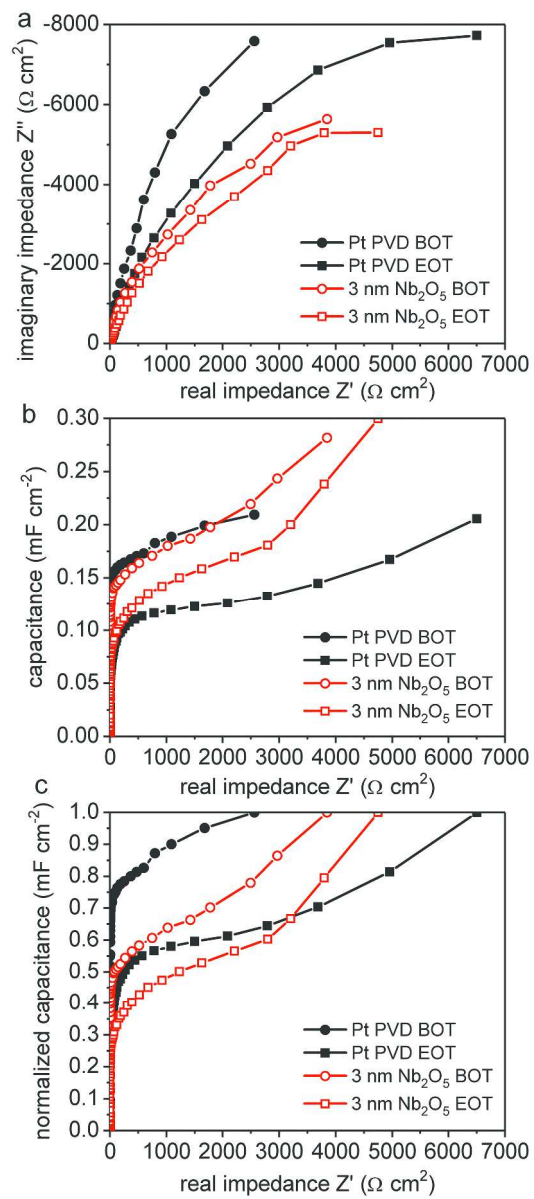 a
-8000
-6000
-4000
-2000
0
imaginary impedance Z'' (Ω cm²)
Pt PVD BOT
Pt PVD EOT
3 nm Nb₂O₅ BOT
3 nm Nb₂O₅ EOT
0 1000 2000 3000 4000 5000 6000 7000
real impedance Z' (Ω cm²)
b
0.30
0.25
0.20
0.15
0.10
0.05
0.00
capacitance (mF cm⁻²)
Pt PVD BOT
Pt PVD EOT
3 nm Nb₂O₅ BOT
3 nm Nb₂O₅ EOT
0 1000 2000 3000 4000 5000 6000 7000
real impedance Z' (Ω cm²)
c
1.0
0.8
0.7
0.6
0.5
0.4
0.3
0.2
0.1
0.0
normalized capacitance (mF cm⁻²)
Pt PVD BOT
Pt PVD EOT
3 nm Nb₂O₅ BOT
3 nm Nb₂O₅ EOT
0 1000 2000 3000 4000 5000 6000 7000
real impedance Z' (Ω cm²)